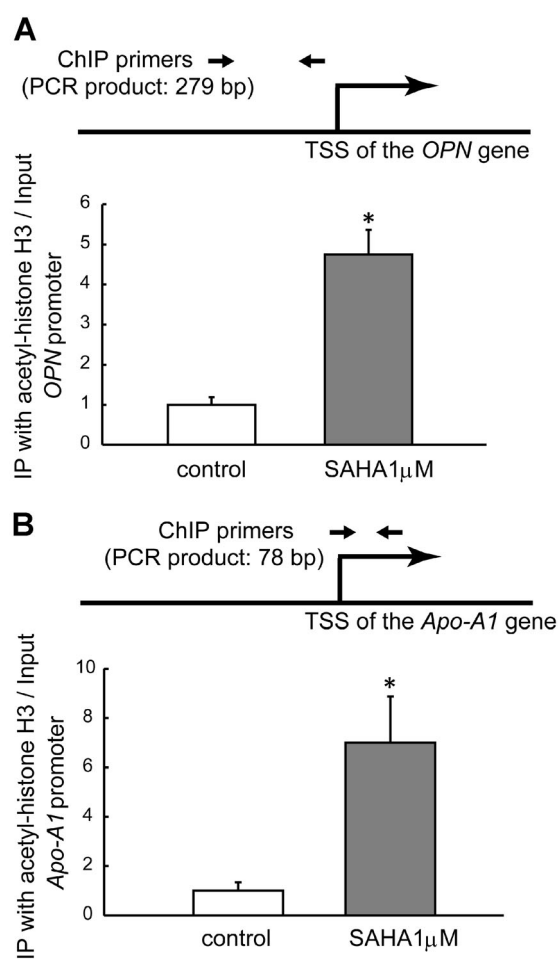 A
ChIP primers
(PCR product: 279 bp)
TSS of the OPN gene
IP with acetyl-histone H3 / Input
OPN promoter
6
5
4
3
2
1
0
*
control
SAHA1μM
B
ChIP primers
(PCR product: 78 bp)
TSS of the Apo-A1 gene
IP with acetyl-histone H3 / Input
Apo-A1 promoter
10
8
6
4
2
0
*
control
SAHA1μM